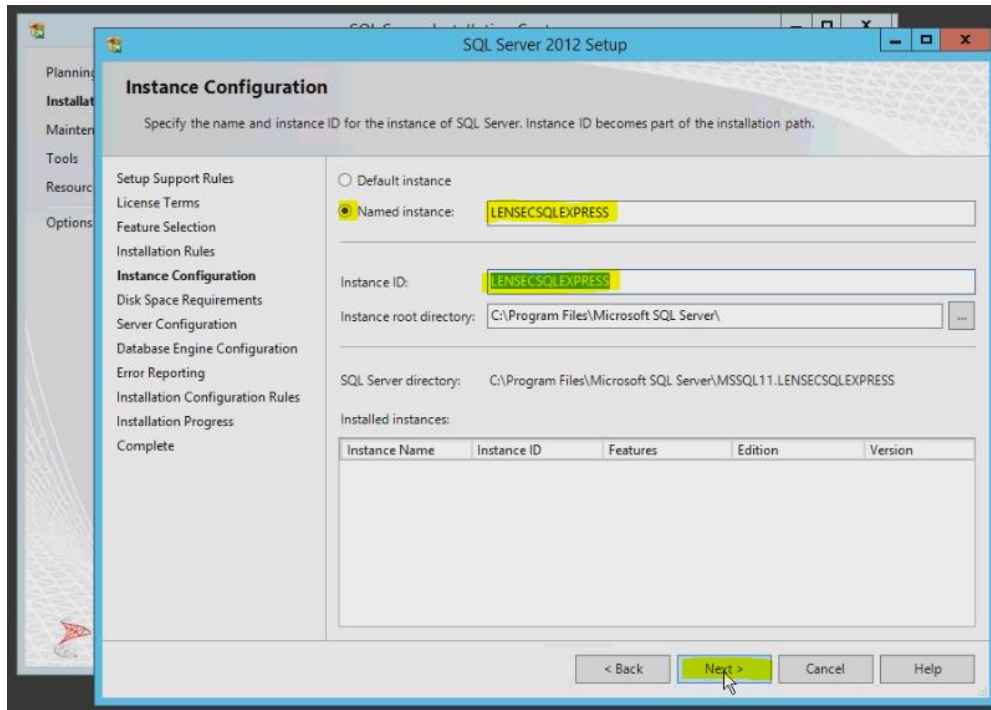 SQL Server 2012 Setup
Planning
Installat
Mainten
Tools
Resourc
Options
Instance Configuration
Specify the name and instance ID for the instance of SQL Server. Instance ID becomes part of the installation path.
Setup Support Rules
License Terms
Feature Selection
Installation Rules
Instance Configuration
Disk Space Requirements
Server Configuration
Database Engine Configuration
Error Reporting
Installation Configuration Rules
Installation Progress
Complete
Default instance
Named instance: LENSECSQLEXPRESS
Instance ID: LENSECSQLEXPRESS
Instance root directory: C:\Program Files\Microsoft SQL Server\ ...
SQL Server directory: C:\Program Files\Microsoft SQL Server\MSSQL11.LENSECSQLEXPRESS
Installed instances:
Instance Name Instance ID Features Edition Version
< Back Next > Cancel Help